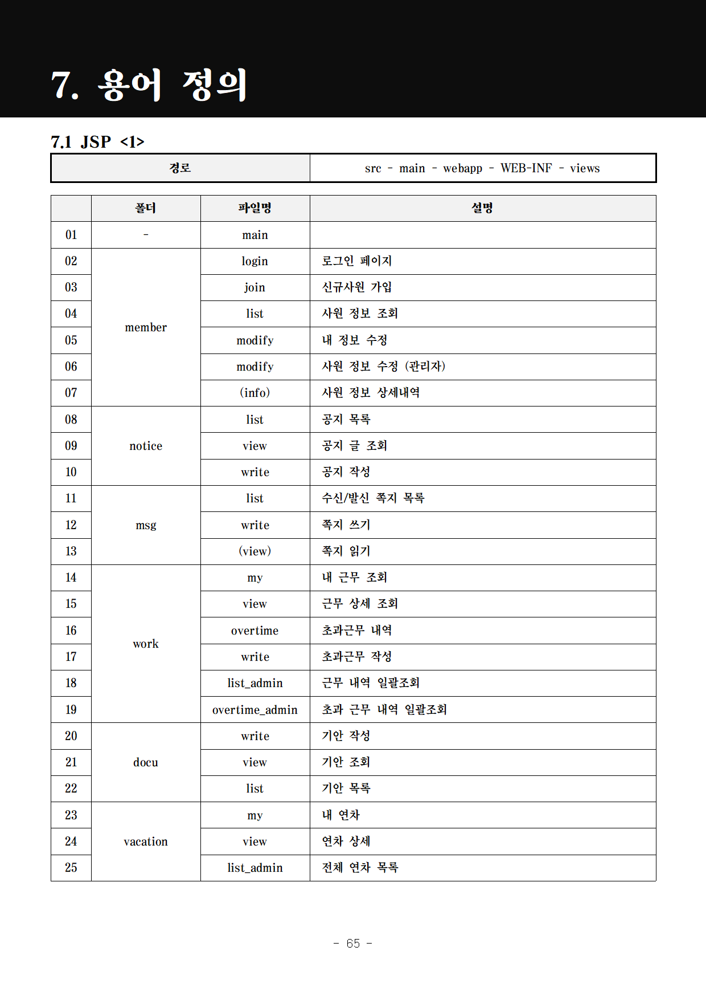 7. 용어 정의
7.1 JSP <1>
경로 src - main - webapp - WEB-INF - views
폴더 파일명 설명
01 - main
02 member login 로그인 페이지
03 join 신규사원 가입
04 list 사원 정보 조회
05 modify 내 정보 수정
06 modify 사원 정보 수정 (관리자)
07 (info) 사원 정보 상세내역
08 notice list 공지 목록
09 view 공지 글 조회
10 write 공지 작성
11 msg list 수신/발신 쪽지 목록
12 write 쪽지 쓰기
13 (view) 쪽지 읽기
14 work my 내 근무 조회
15 view 근무 상세 조회
16 overtime 초과근무 내역
17 write 초과근무 작성
18 list_admin 근무 내역 일괄조회
19 overtime_admin 초과 근무 내역 일괄조회
20 docu write 기안 작성
21 view 기안 조회
22 list 기안 목록
23 vacation my 내 연차
24 view 연차 상세
25 list_admin 전체 연차 목록
- 65 -